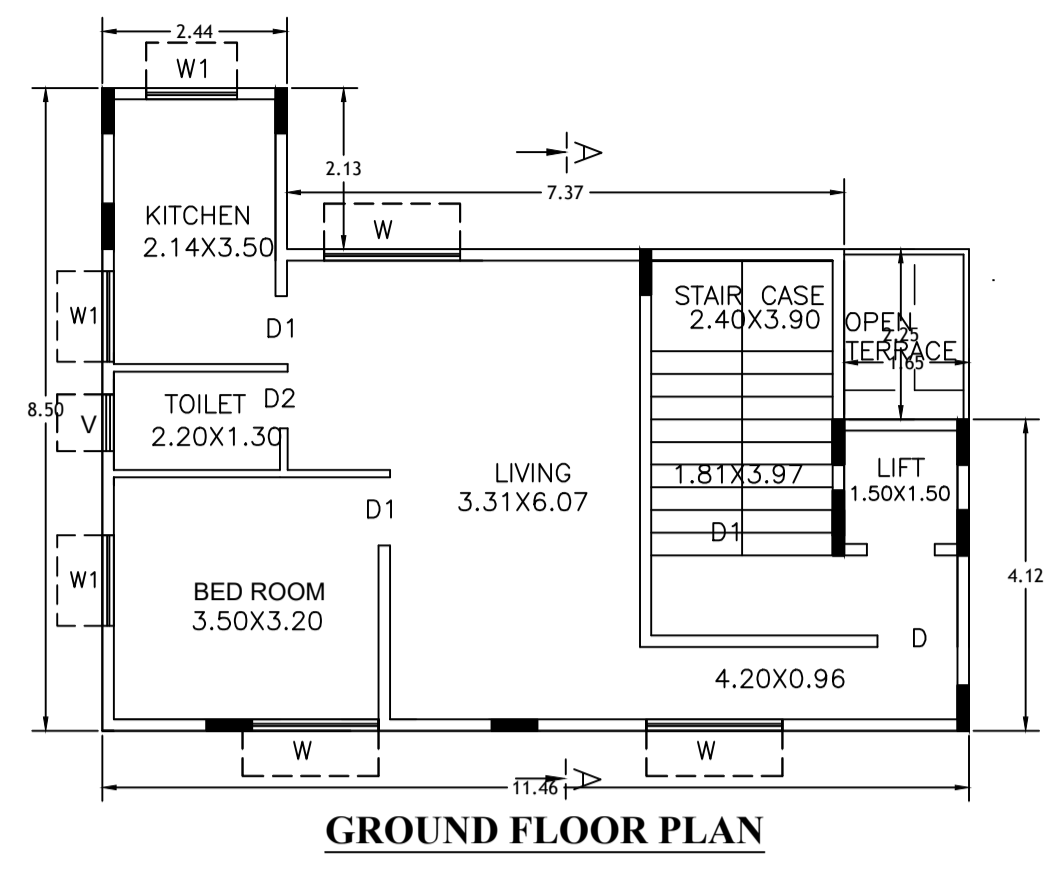 2.44
W1
2.13
A
7.37
KITCHEN
2.14X3.50
W
STAIR CASE
2.40X3.90
OPEN
TERRACE
2.25
1.65
W1
D1
8.50
V
TOILET
2.20X1.30
D2
LIVING
3.31X6.07
1.81X3.97
LIFT
1.50X1.50
D1
D1
4.12
W1
BED ROOM
3.50X3.20
D
4.20X0.96
W
W
A
11.46
GROUND FLOOR PLAN